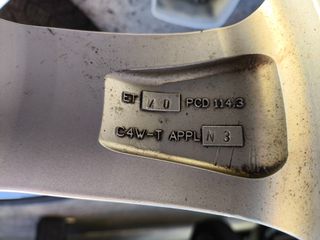 ET 40 PCD 114.3
C4W-T APPL N3